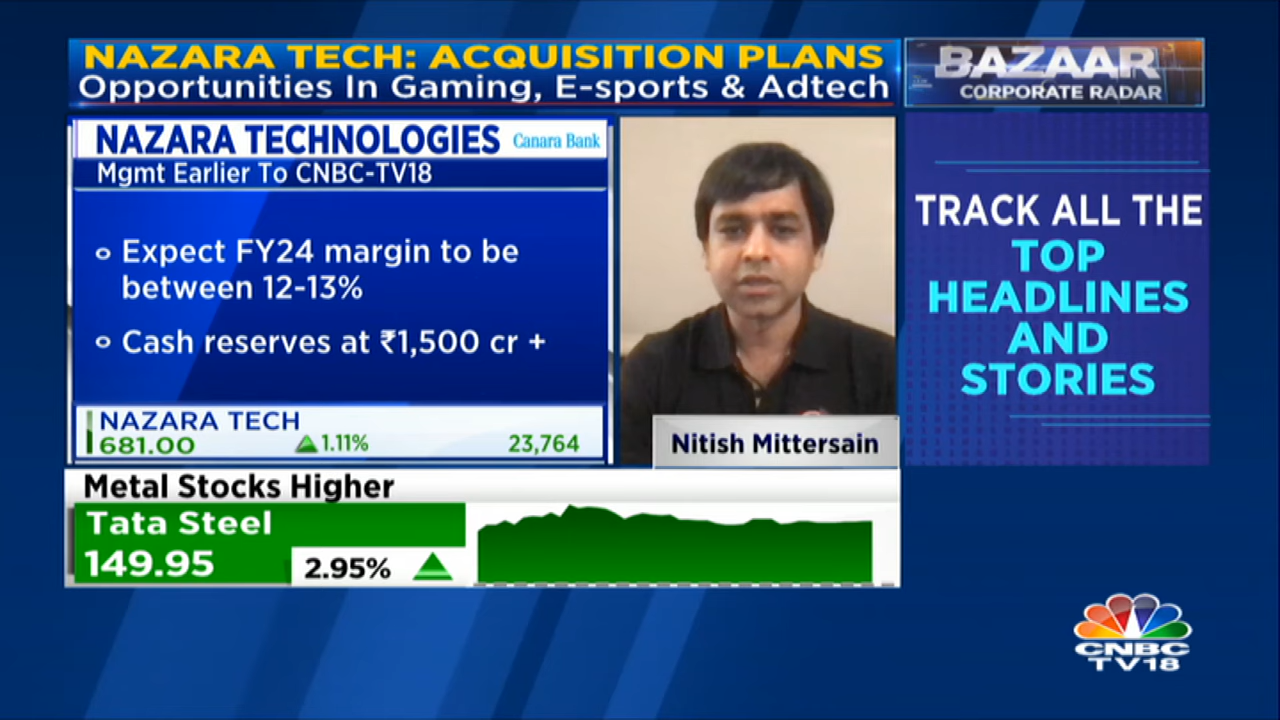 NAZARA TECH: ACQUISITION PLANS
Opportunities In Gaming, E-sports & Adtech
BAZAAR
CORPORATE RADAR
NAZARA TECHNOLOGIES
Canara Bank
Mgmt Earlier To CNBC-TV18
Expect FY24 margin to be
between 12-13%
Cash reserves at ₹1,500 cr +
NAZARA TECH
681.00
1.11%
23,764
Nitish Mittersain
TRACK ALL THE
TOP
HEADLINES
AND
STORIES
Metal Stocks Higher
Tata Steel
149.95
2.95%
CNBC
TV18